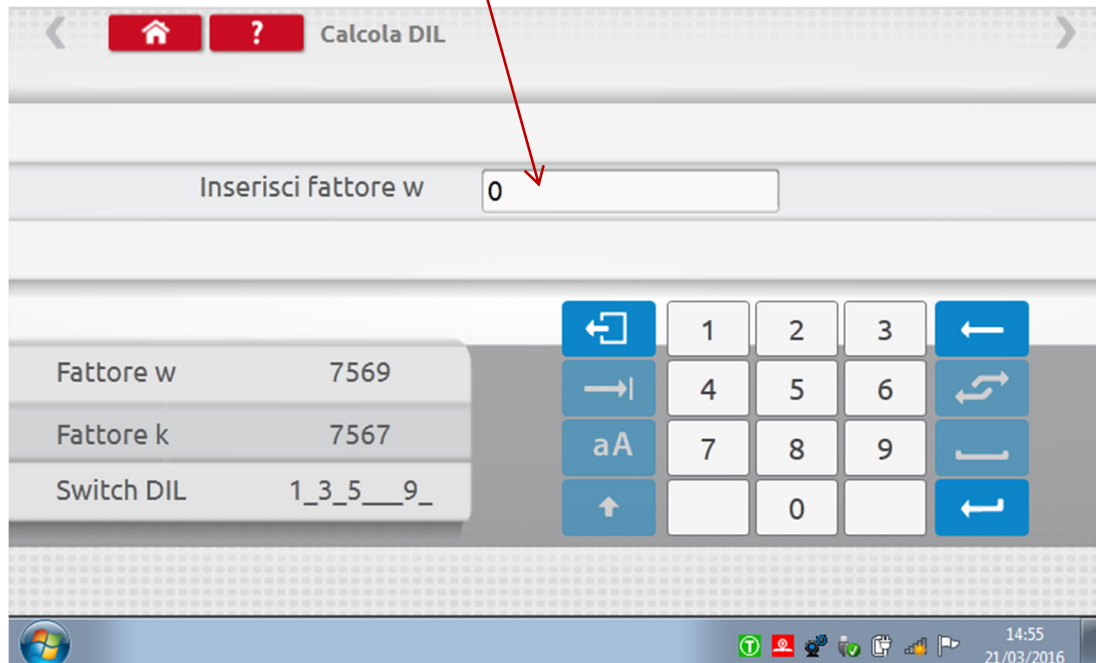 ? Calcola DIL
Inserisci fattore w 0
1 2 3
Fattore w 7569
4 5 6
Fattore k 7567
aA 7 8 9
Switch DIL 1_3_5___9_
0
14:55
21/03/2016